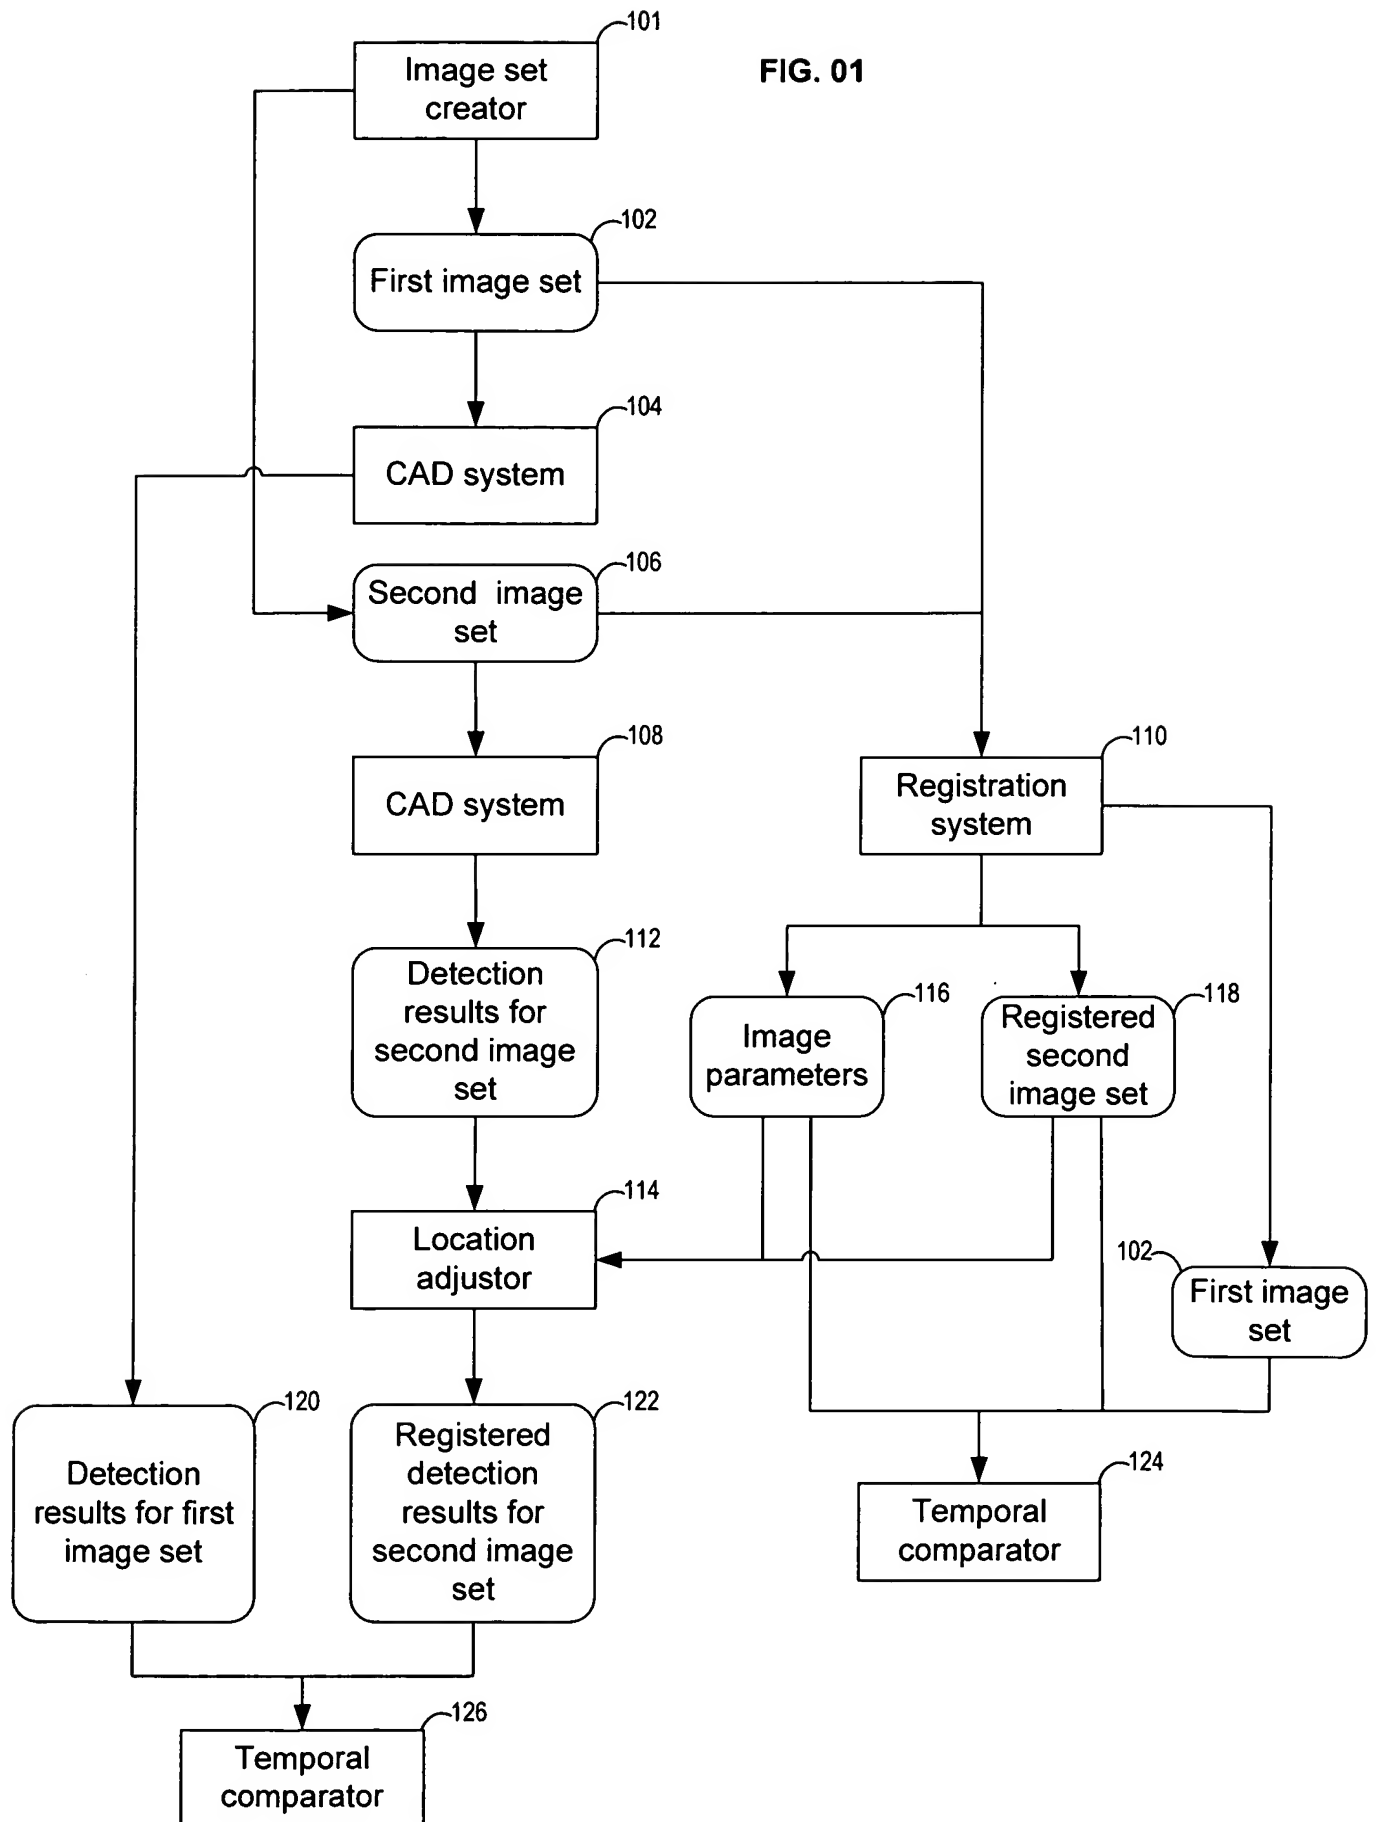 101
FIG. 01
Image set
creator
102
First image set
104
CAD system
106
Second image
set
108
CAD system
110
Registration
system
112
Detection
results for
second image
set
116
Image
parameters
118
Registered
second
image set
114
Location
adjustor
102
First image
set
120
Detection
results for first
image set
122
Registered
detection
results for
second image
set
124
Temporal
comparator
126
Temporal
comparator